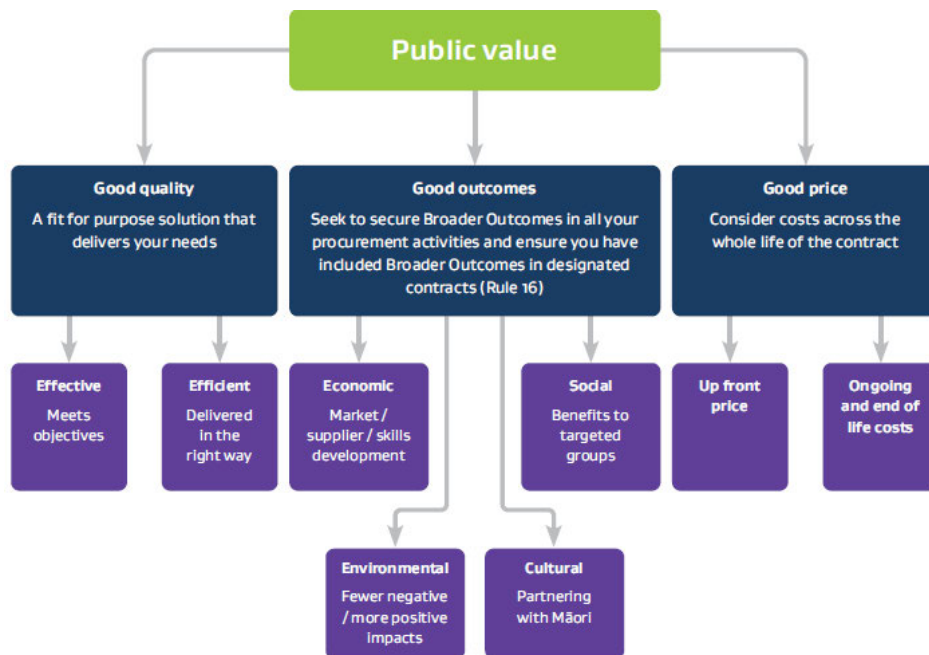 Public value
Good quality
A fit for purpose solution that
delivers your needs
Good outcomes
Seek to secure Broader Outcomes in all your
procurement activities and ensure you have
included Broader Outcomes in designated
contracts (Rule 16)
Good price
Consider costs across the
whole life of the contract
Effective
Meets
objectives
Efficient
Delivered
in the
right way
Economic
Market /
supplier / skills
development
Social
Benefits to
targeted
groups
Up front
price
Ongoing
and end of
life costs
Environmental
Fewer negative
/ more positive
impacts
Cultural
Partnering
with Māori